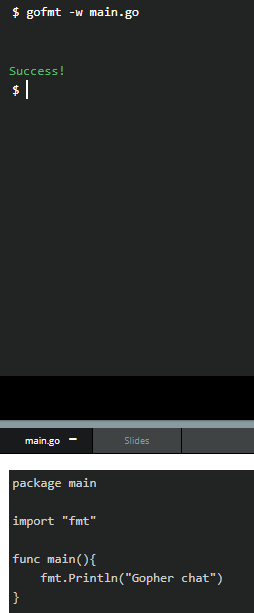 $ gofmt -w main.go
Success!
$
main.go
Slides
package main
import "fmt"
func main(){
    fmt.Println("Gopher chat")
}